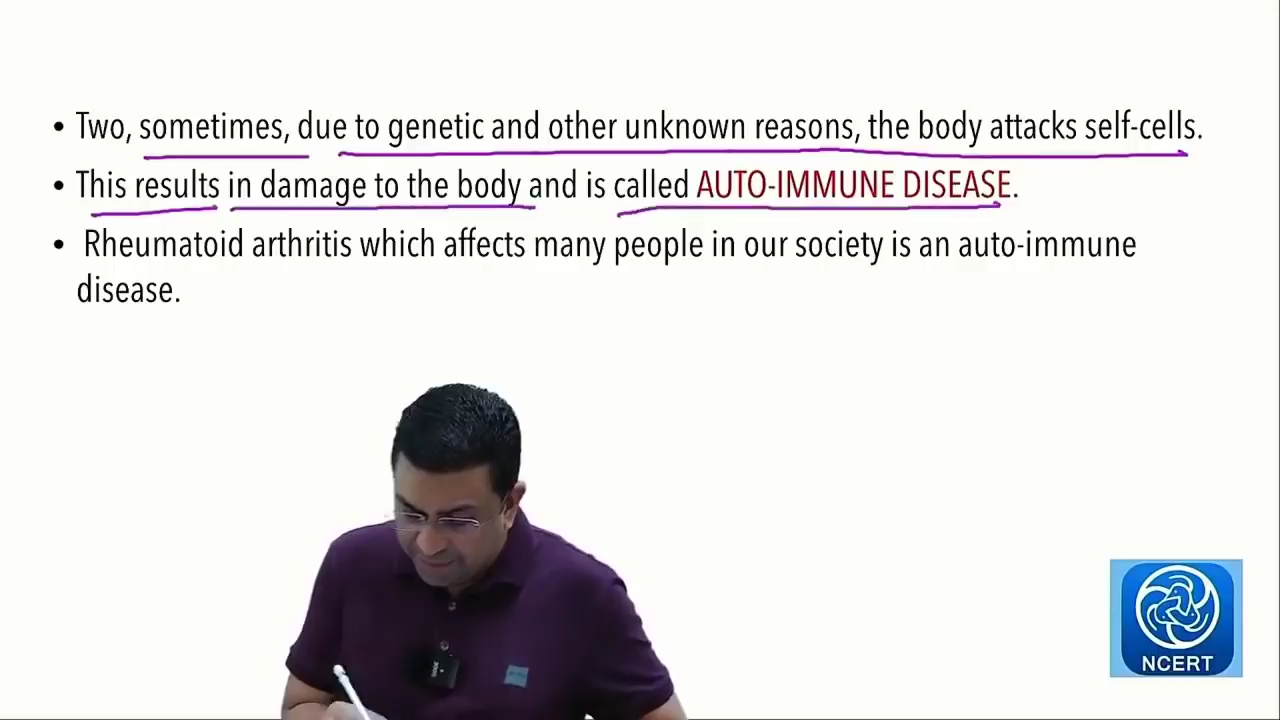 • Two, sometimes, due to genetic and other unknown reasons, the body attacks self-cells.
• This results in damage to the body and is called AUTO-IMMUNE DISEASE.
• Rheumatoid arthritis which affects many people in our society is an auto-immune
disease.
NCERT